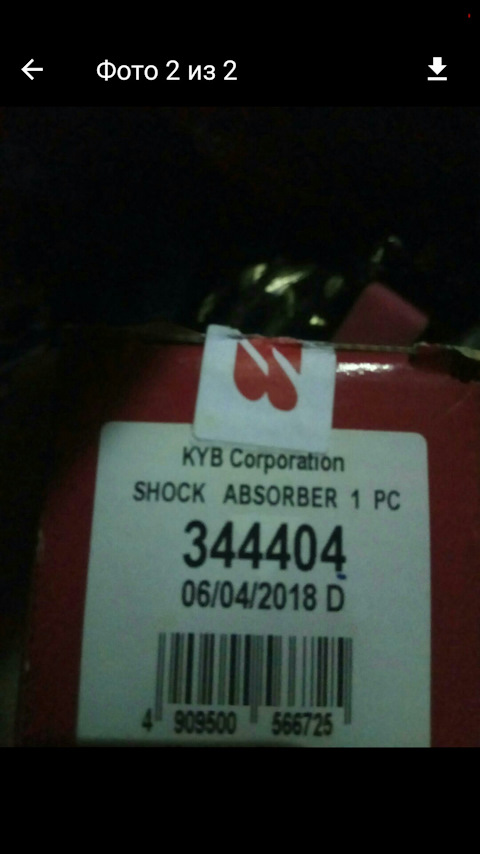 Фото 2 из 2
KYB Corporation
SHOCK ABSORBER 1 PC
344404
06/04/2018 D
4 909500 566725